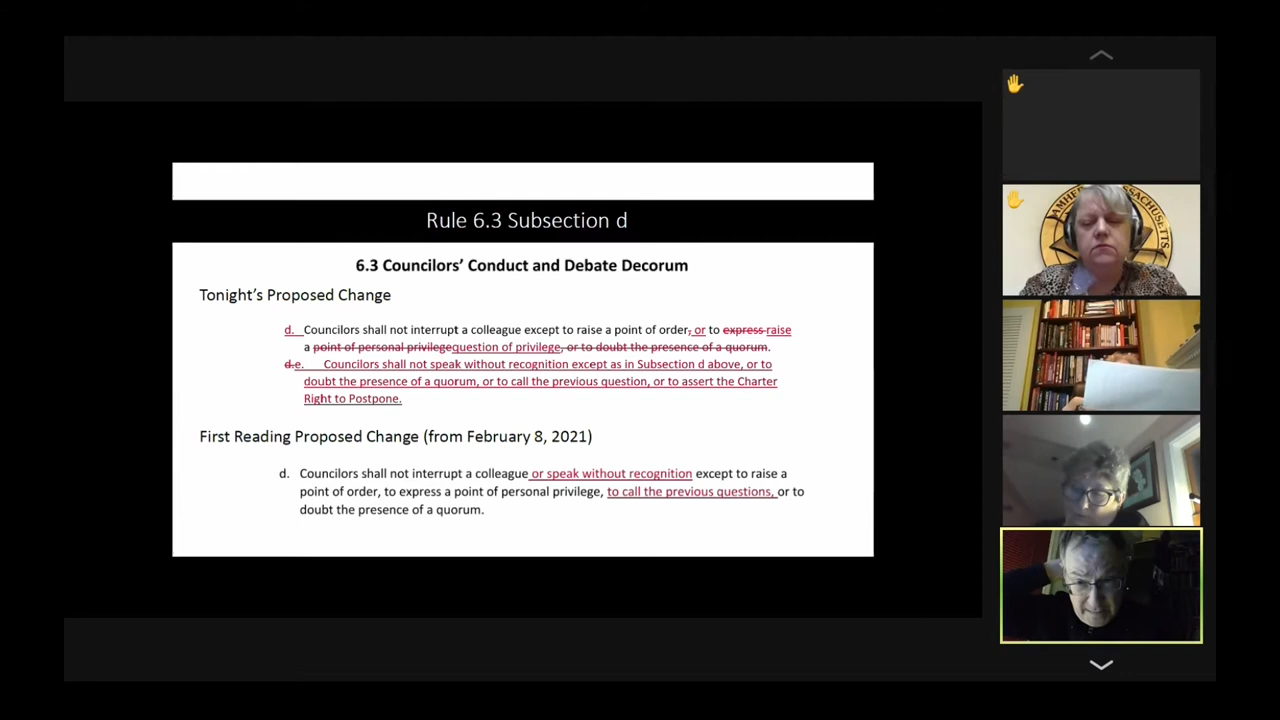 Rule 6.3 Subsection d
6.3 Councilors’ Conduct and Debate Decorum
Tonight’s Proposed Change
d. Councilors shall not interrupt a colleague except to raise a point of order, or to express raise
a point of personal privilegequestion of privilege, or to doubt the presence of a quorum.
d.e. Councilors shall not speak without recognition except as in Subsection d above, or to
doubt the presence of a quorum, or to call the previous question, or to assert the Charter
Right to Postpone.
First Reading Proposed Change (from February 8, 2021)
d. Councilors shall not interrupt a colleague or speak without recognition except to raise a
point of order, to express a point of personal privilege, to call the previous questions, or to
doubt the presence of a quorum.
AMHERST MASSACHUSETTS